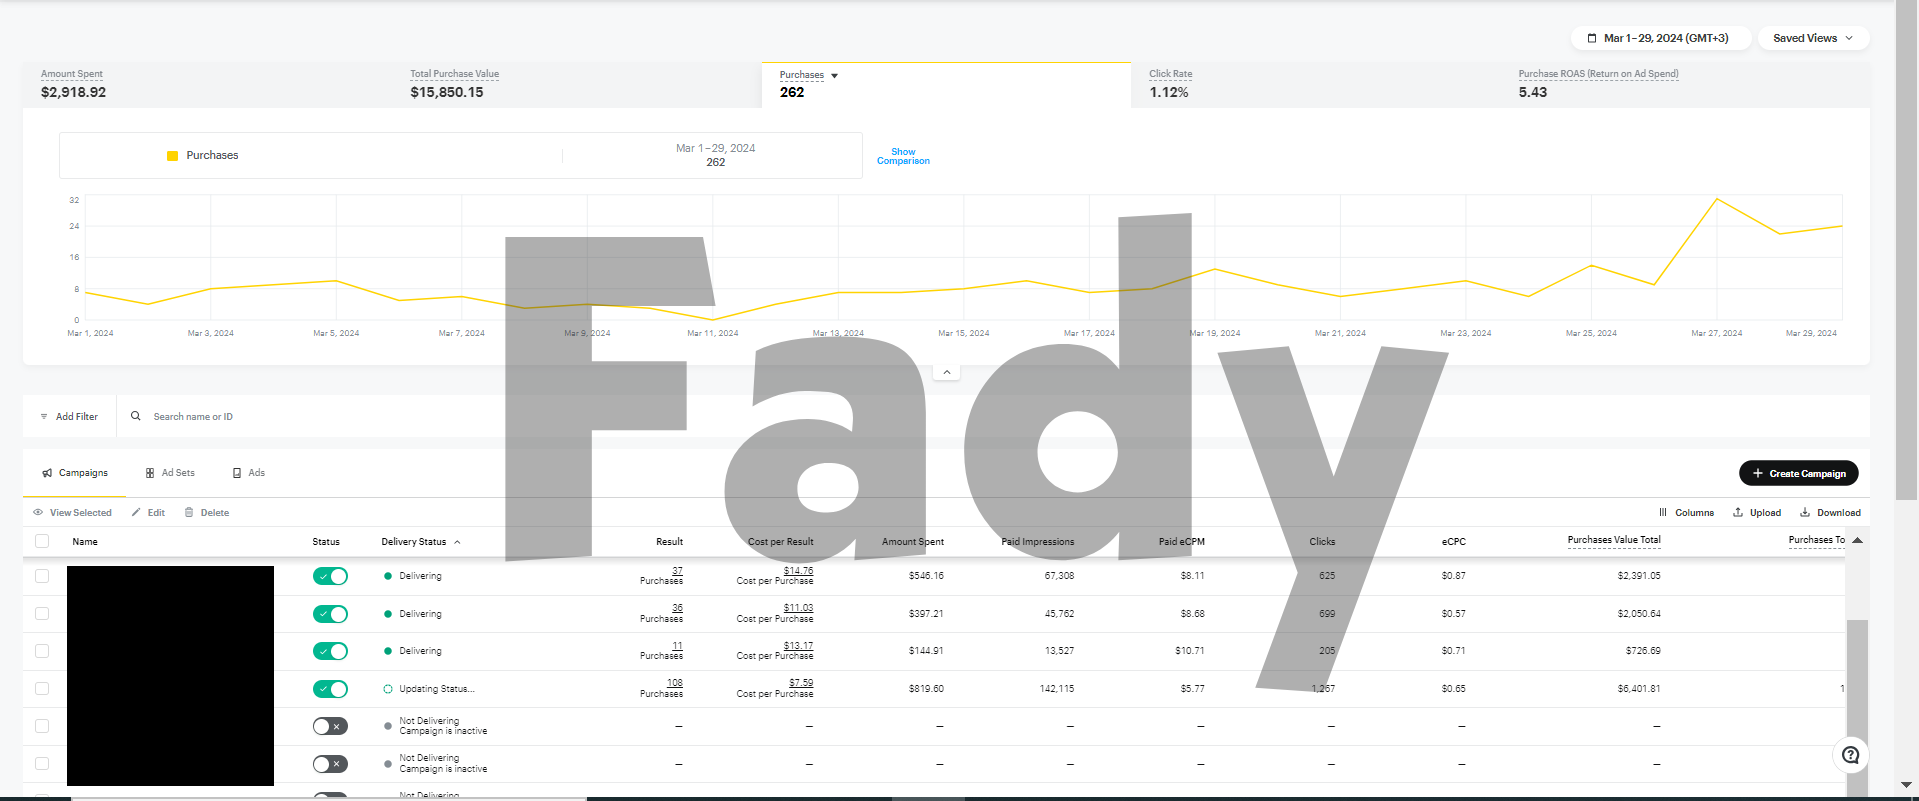 Mar 1 – 29, 2024 (GMT+3) Saved Views
Amount Spent Total Purchase Value Purchases Click Rate Purchase ROAS (Return on Ad Spend)
$2,918.92 $15,850.15 262 1.12% 5.43
Purchases
Mar 1 – 29, 2024
262
Show
Comparison
32
24
16
8
0
Mar 1, 2024 Mar 3, 2024 Mar 5, 2024 Mar 7, 2024 Mar 9, 2024 Mar 11, 2024 Mar 13, 2024 Mar 15, 2024 Mar 17, 2024 Mar 19, 2024 Mar 21, 2024 Mar 23, 2024 Mar 25, 2024 Mar 27, 2024 Mar 29, 2024
Fady
Add Filter Search name or ID
Campaigns Ad Sets Ads + Create Campaign
View Selected Edit Delete Columns Upload Download
Name Status Delivery Status Result Cost per Result Amount Spent Paid Impressions Paid eCPM Clicks eCPC Purchases Value Total Purchases To
Delivering 37 Purchases $14.76 Cost per Purchase $546.16 67,308 $8.11 625 $0.87 $2,391.05
Delivering 36 Purchases $11.03 Cost per Purchase $397.21 45,762 $8.68 699 $0.57 $2,050.64
Delivering 11 Purchases $13.17 Cost per Purchase $144.91 13,527 $10.71 205 $0.71 $726.69
Updating Status... 108 Purchases $7.59 Cost per Purchase $819.60 142,115 $5.77 1,267 $0.65 $6,401.81 1
Not Delivering — — — — — — — —
Campaign is inactive
Not Delivering — — — — — — — —
Campaign is inactive
Not Delivering